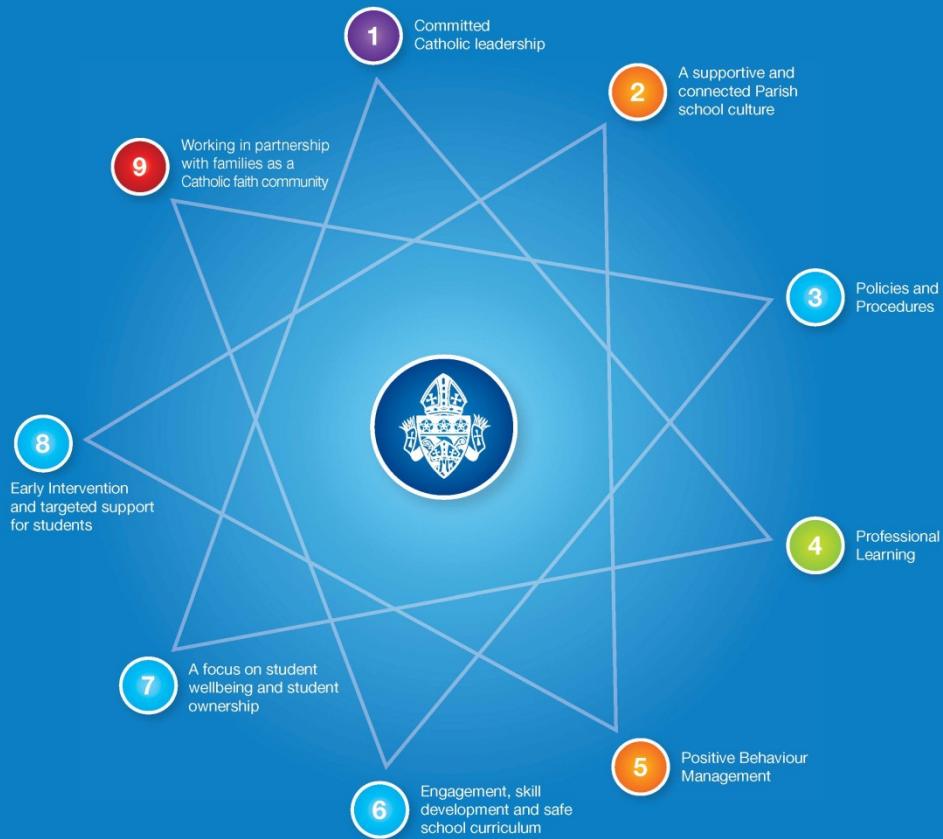 1
Committed
Catholic leadership
2
A supportive and
connected Parish
school culture
3
Policies and
Procedures
4
Professional
Learning
5
Positive Behaviour
Management
6
Engagement, skill
development and safe
school curriculum
7
A focus on student
wellbeing and student
ownership
8
Early Intervention
and targeted support
for students
9
Working in partnership
with families as a
Catholic faith community